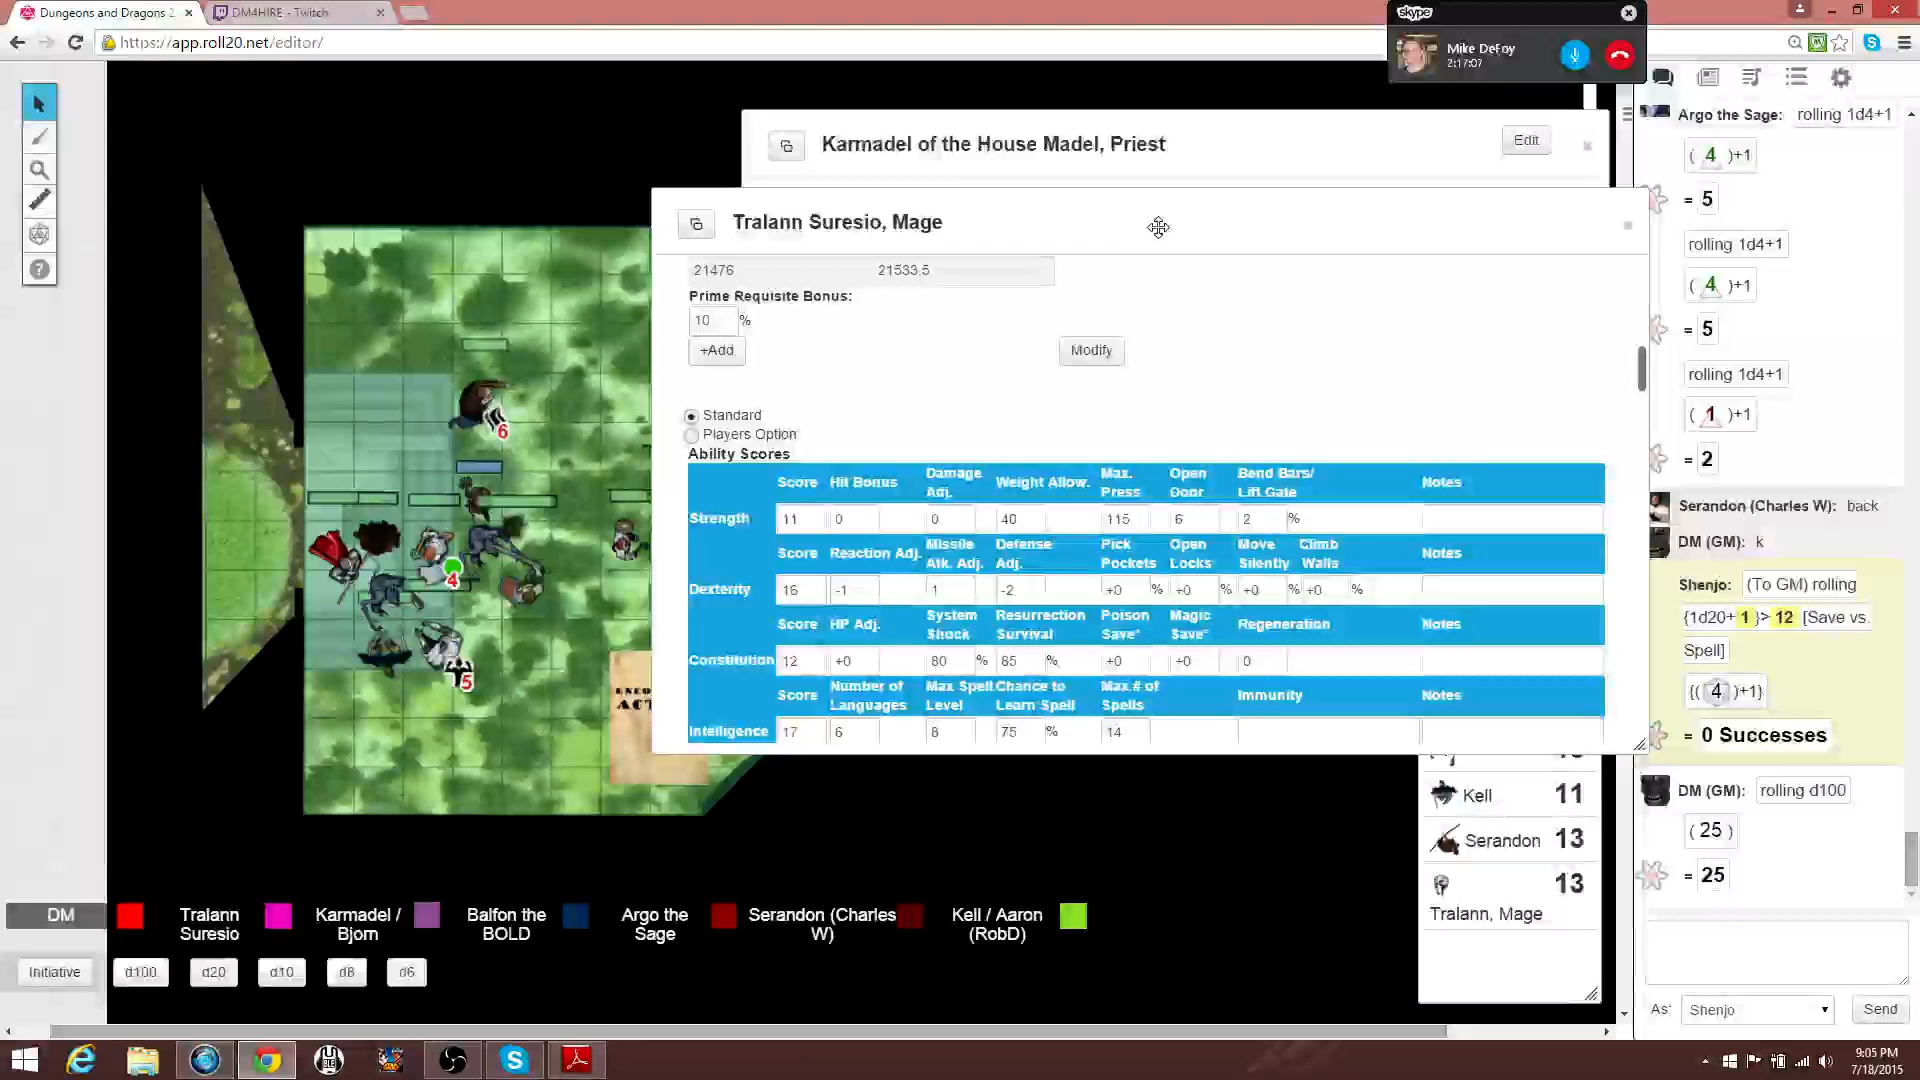 Dungeons and Dragons 2
DM4HIRE - Twitch
https://app.roll20.net/editor/
skype
Mike DeFoy
2:17:07
Karmadel of the House Madel, Priest
Edit
Tralann Suresio, Mage
21476 21533.5
Prime Requisite Bonus:
10 %
+Add Modify
Standard
Players Option
Ability Scores
Score Hit Bonus Damage Adj. Weight Allow. Max. Press Open Door Bend Bars/ Lift Gate Notes
Strength 11 0 0 40 115 6 2 %
Score Reaction Adj. Missile Atk. Adj. Defense Adj. Pick Pockets Open Locks Move Silently Climb Walls Notes
Dexterity 16 -1 1 -2 +0 % +0 % +0 % +0 %
Score HP Adj. System Shock Resurrection Survival Poison Save* Magic Save* Regeneration Notes
Constitution 12 +0 80 % 85 % +0 +0 0
Score Number of Languages Max Spell Level Chance to Learn Spell Max # of Spells Immunity Notes
Intelligence 17 6 8 75 % 14
6
4
5
Kell 11
Serandon 13
13
Tralann, Mage
Argo the Sage: rolling 1d4+1
( 4 )+1
= 5
rolling 1d4+1
( 4 )+1
= 5
rolling 1d4+1
( 1 )+1
= 2
Serandon (Charles W): back
DM (GM): k
Shenjo: (To GM) rolling
{1d20+ 1 }> 12 [Save vs.
Spell]
{( 4 )+1}
= 0 Successes
DM (GM): rolling d100
( 25 )
= 25
As: Shenjo Send
DM
Tralann Suresio
Karmadel / Bjorn
Balfon the BOLD
Argo the Sage
Serandon (Charles W)
Kell / Aaron (RobD)
Initiative d100 d20 d10 d8 d6
9:05 PM
7/18/2015